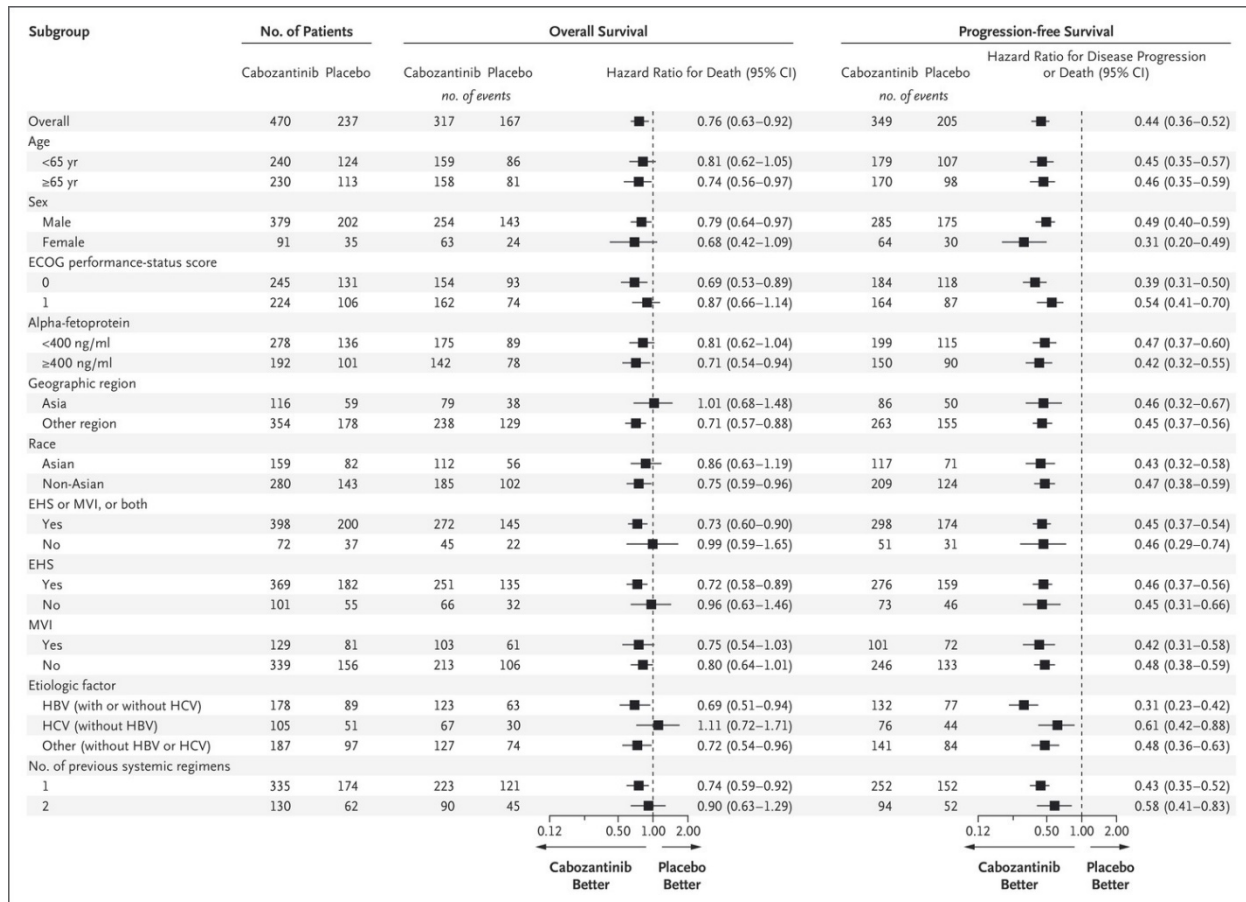 Subgroup No. of Patients Overall Survival Progression-free Survival
Cabozantinib Placebo Cabozantinib Placebo Hazard Ratio for Death (95% CI) Cabozantinib Placebo Hazard Ratio for Disease Progression or Death (95% CI)
no. of events no. of events
Overall 470 237 317 167 0.76 (0.63–0.92) 349 205 0.44 (0.36–0.52)
Age
<65 yr 240 124 159 86 0.81 (0.62–1.05) 179 107 0.45 (0.35–0.57)
≥65 yr 230 113 158 81 0.74 (0.56–0.97) 170 98 0.46 (0.35–0.59)
Sex
Male 379 202 254 143 0.79 (0.64–0.97) 285 175 0.49 (0.40–0.59)
Female 91 35 63 24 0.68 (0.42–1.09) 64 30 0.31 (0.20–0.49)
ECOG performance-status score
0 245 131 154 93 0.69 (0.53–0.89) 184 118 0.39 (0.31–0.50)
1 224 106 162 74 0.87 (0.66–1.14) 164 87 0.54 (0.41–0.70)
Alpha-fetoprotein
<400 ng/ml 278 136 175 89 0.81 (0.62–1.04) 199 115 0.47 (0.37–0.60)
≥400 ng/ml 192 101 142 78 0.71 (0.54–0.94) 150 90 0.42 (0.32–0.55)
Geographic region
Asia 116 59 79 38 1.01 (0.68–1.48) 86 50 0.46 (0.32–0.67)
Other region 354 178 238 129 0.71 (0.57–0.88) 263 155 0.45 (0.37–0.56)
Race
Asian 159 82 112 56 0.86 (0.63–1.19) 117 71 0.43 (0.32–0.58)
Non-Asian 280 143 185 102 0.75 (0.59–0.96) 209 124 0.47 (0.38–0.59)
EHS or MVI, or both
Yes 398 200 272 145 0.73 (0.60–0.90) 298 174 0.45 (0.37–0.54)
No 72 37 45 22 0.99 (0.59–1.65) 51 31 0.46 (0.29–0.74)
EHS
Yes 369 182 251 135 0.72 (0.58–0.89) 276 159 0.46 (0.37–0.56)
No 101 55 66 32 0.96 (0.63–1.46) 73 46 0.45 (0.31–0.66)
MVI
Yes 129 81 103 61 0.75 (0.54–1.03) 101 72 0.42 (0.31–0.58)
No 339 156 213 106 0.80 (0.64–1.01) 246 133 0.48 (0.38–0.59)
Etiologic factor
HBV (with or without HCV) 178 89 123 63 0.69 (0.51–0.94) 132 77 0.31 (0.23–0.42)
HCV (without HBV) 105 51 67 30 1.11 (0.72–1.71) 76 44 0.61 (0.42–0.88)
Other (without HBV or HCV) 187 97 127 74 0.72 (0.54–0.96) 141 84 0.48 (0.36–0.63)
No. of previous systemic regimens
1 335 174 223 121 0.74 (0.59–0.92) 252 152 0.43 (0.35–0.52)
2 130 62 90 45 0.90 (0.63–1.29) 94 52 0.58 (0.41–0.83)
0.12 0.50 1.00 2.00 0.12 0.50 1.00 2.00
Cabozantinib Better Placebo Better Cabozantinib Better Placebo Better